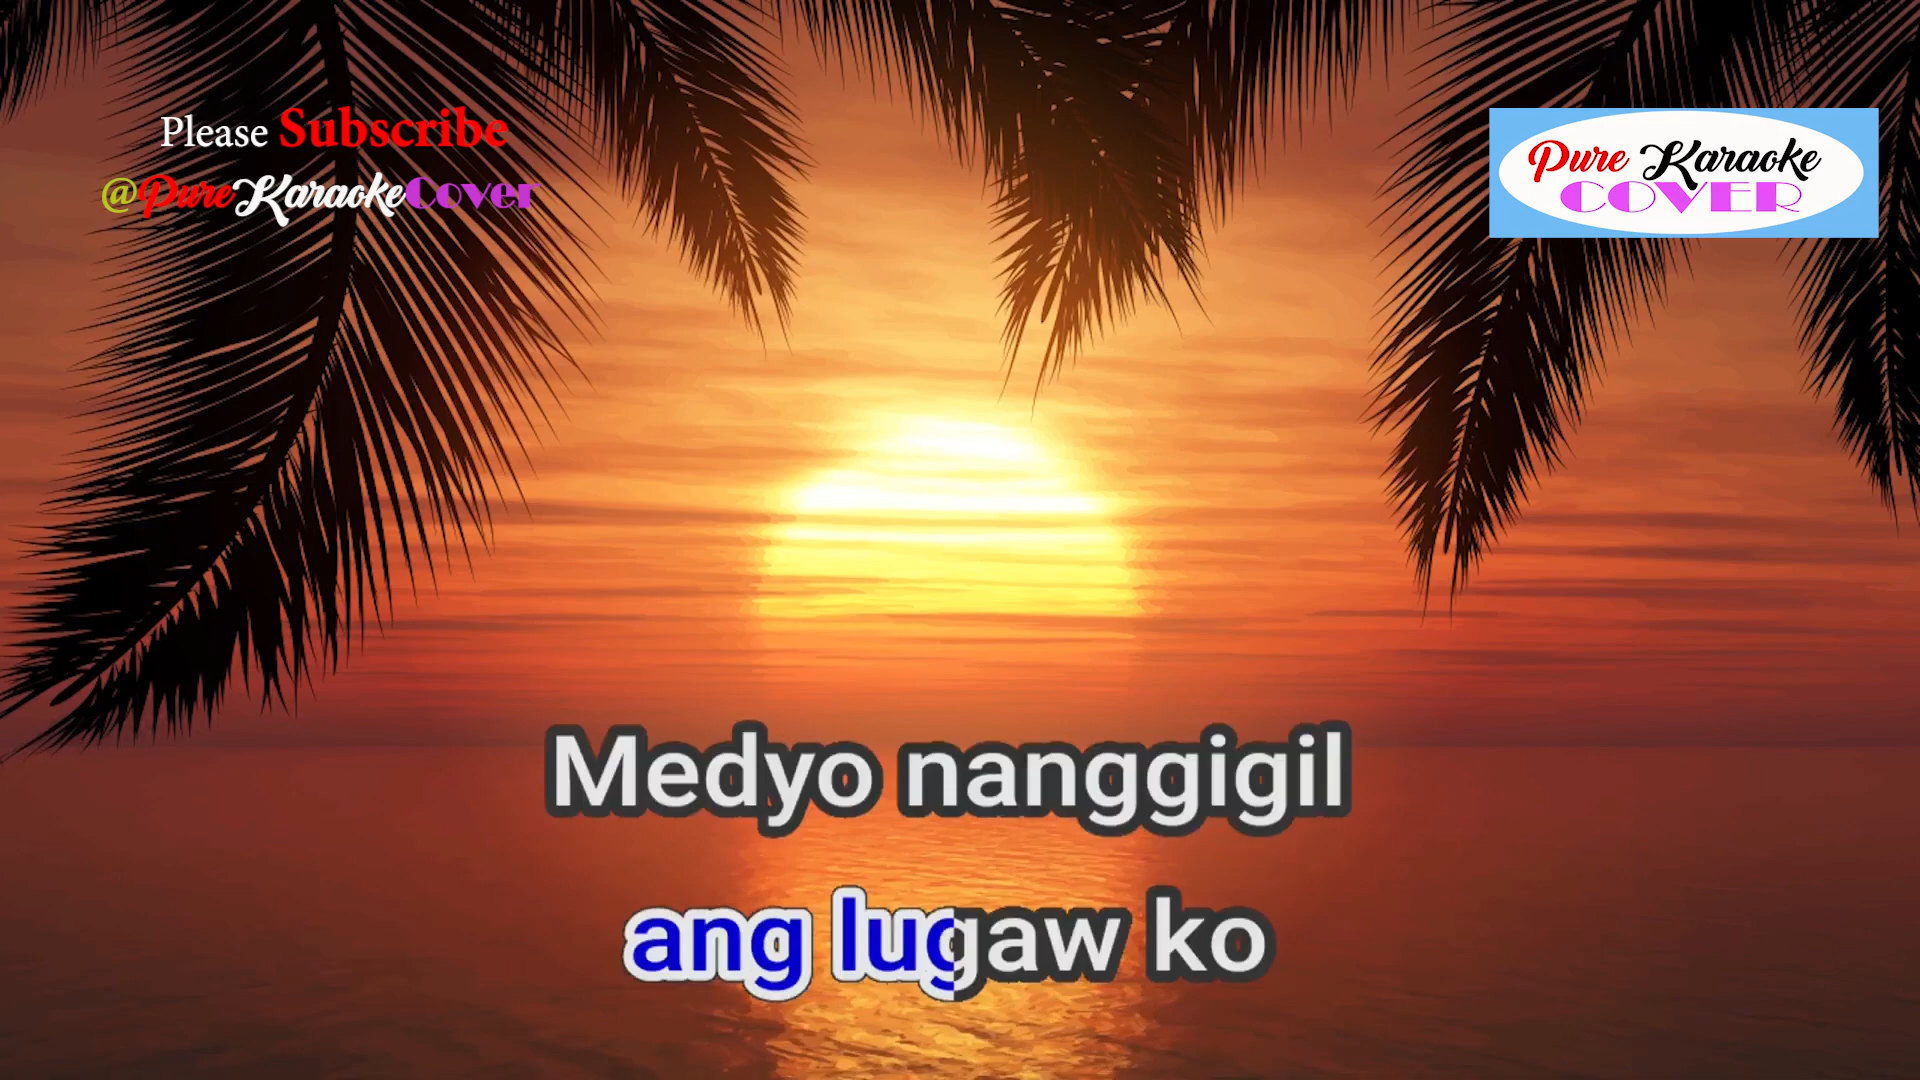 Please Subscribe
@PureKaraokeCover
Pure Karaoke
COVER
Medyo nanggigil
ang lugaw ko